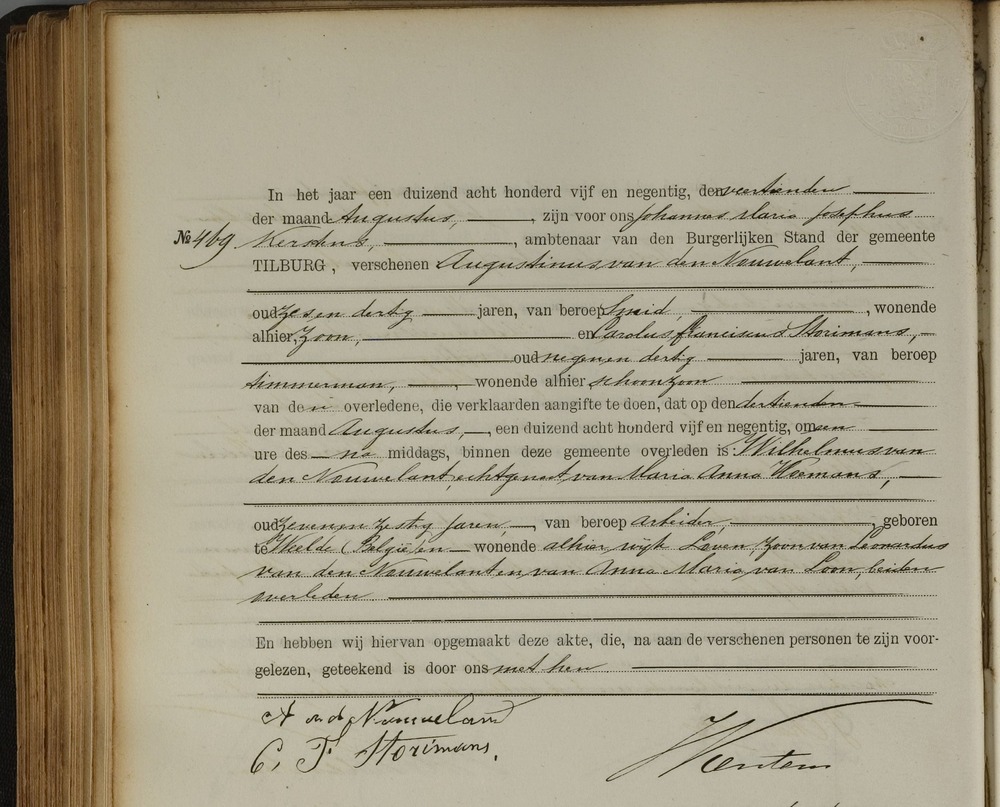 In het jaar een duizend acht honderd vijf en negentig, den veertienden
der maand Augustus, , zijn voor ons Johannes Maria Josephus
№ 469. Kerstens, , ambtenaar van den Burgerlijken Stand der gemeente
TILBURG, verschenen Augustinus van den Nouwelant,
oud zes en dertig jaren, van beroep Smid, , wonende
alhier, zoon, en Carolus franciscus Storimans,
oud negen en dertig jaren, van beroep
timmerman, , wonende alhier schoonzoon
van den overledene, die verklaarden aangifte te doen, dat op den dertienden
der maand Augustus, , een duizend acht honderd vijf en negentig, om een
ure des na middags, binnen deze gemeente overleden is: Wilhelmus van
den Nouwelant, echtgenoot van Maria Anna Hoemans,
oud zeven en zestig jaren, , van beroep arbeider, , geboren
te Weelde (België) en wonende alhier wijk Loven, zoon van Leonardus
van den Nouwelant en van Anna Maria van Loon, beiden
overleden
En hebben wij hiervan opgemaakt deze akte, die, na aan de verschenen personen te zijn voor-
gelezen, geteekend is door ons met hen
A v d Nouweland
C. F. Storimans.